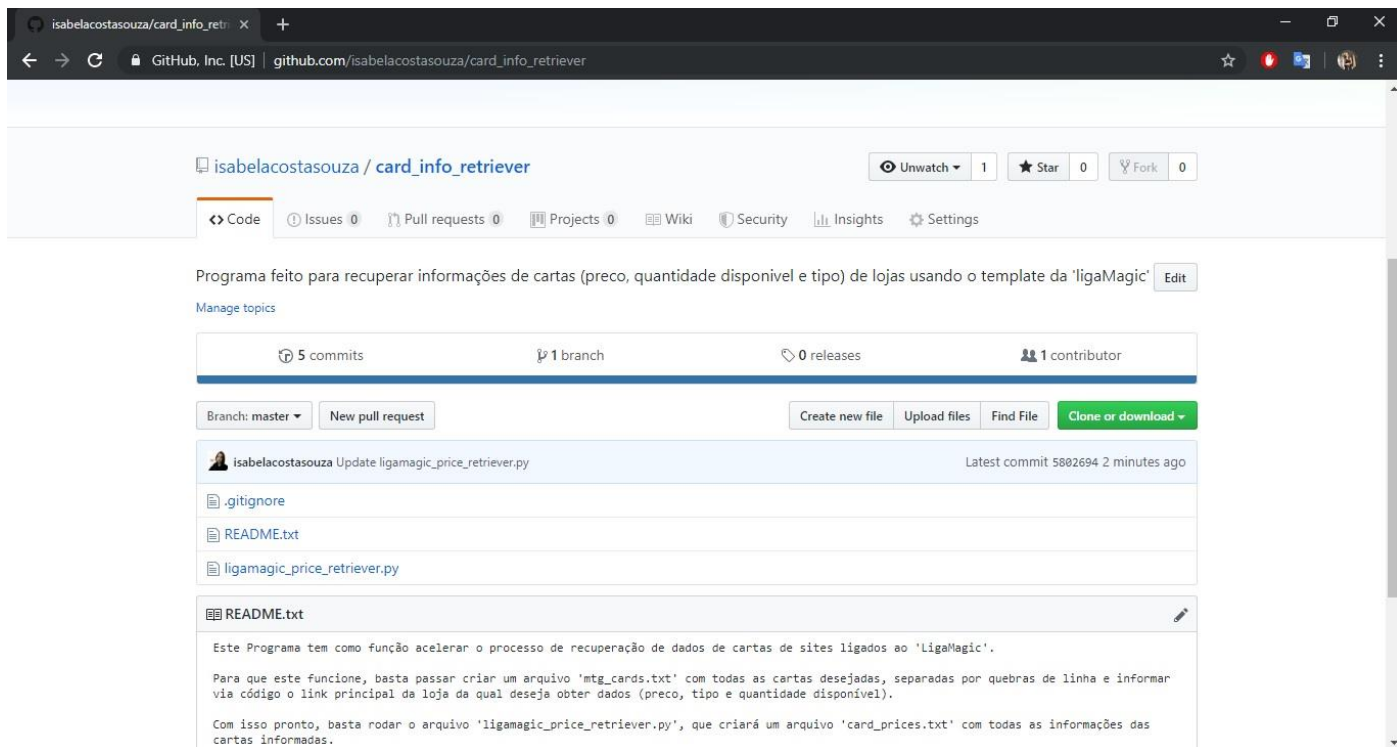 isabelacostasouza/card_info_retri
GitHub, Inc. [US] | github.com/isabelacostasouza/card_info_retriever
isabelacostasouza / card_info_retriever
Unwatch 1 Star 0 Fork 0
Code Issues 0 Pull requests 0 Projects 0 Wiki Security Insights Settings
Programa feito para recuperar informações de cartas (preco, quantidade disponivel e tipo) de lojas usando o template da 'ligaMagic' Edit
Manage topics
5 commits 1 branch 0 releases 1 contributor
Branch: master New pull request Create new file Upload files Find File Clone or download
isabelacostasouza Update ligamagic_price_retriever.py Latest commit 5802694 2 minutes ago
.gitignore
README.txt
ligamagic_price_retriever.py
README.txt
Este Programa tem como função acelerar o processo de recuperação de dados de cartas de sites ligados ao 'LigaMagic'.
Para que este funcione, basta passar criar um arquivo 'mtg_cards.txt' com todas as cartas desejadas, separadas por quebras de linha e informar
via código o link principal da loja da qual deseja obter dados (preco, tipo e quantidade disponível).
Com isso pronto, basta rodar o arquivo 'ligamagic_price_retriever.py', que criará um arquivo 'card_prices.txt' com todas as informações das
cartas informadas.